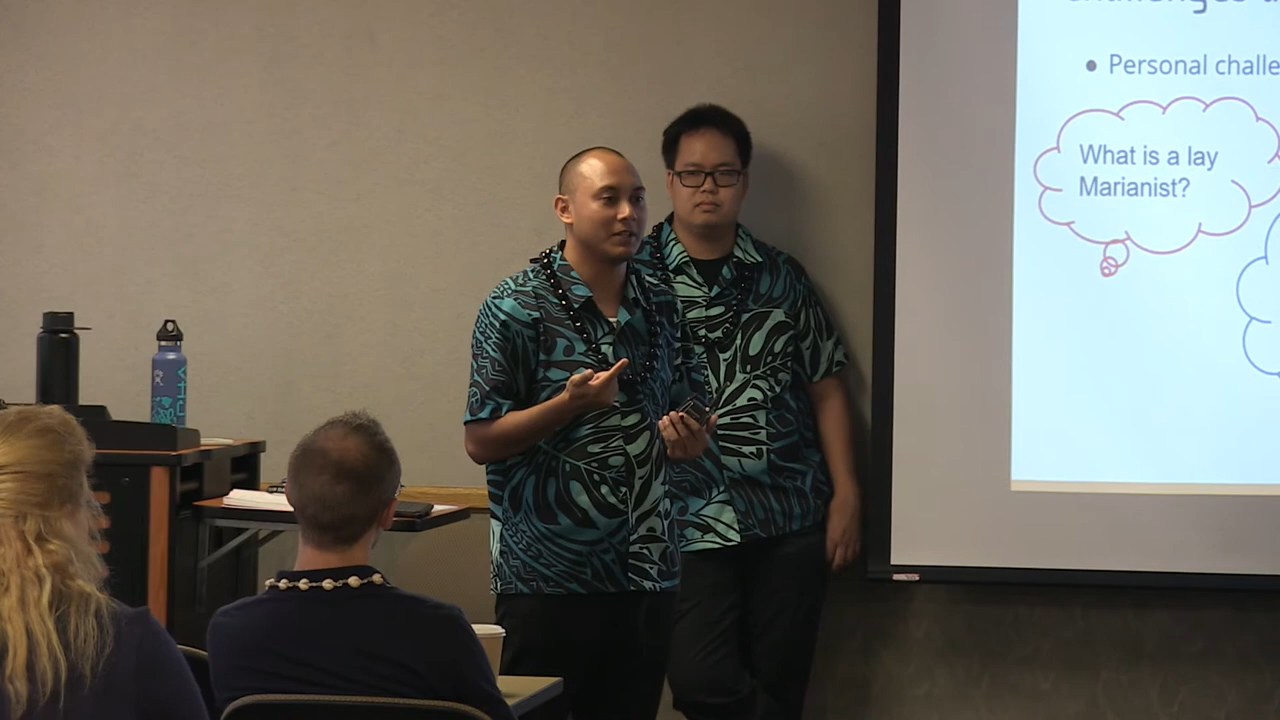 ● Personal challe
What is a lay
Marianist?